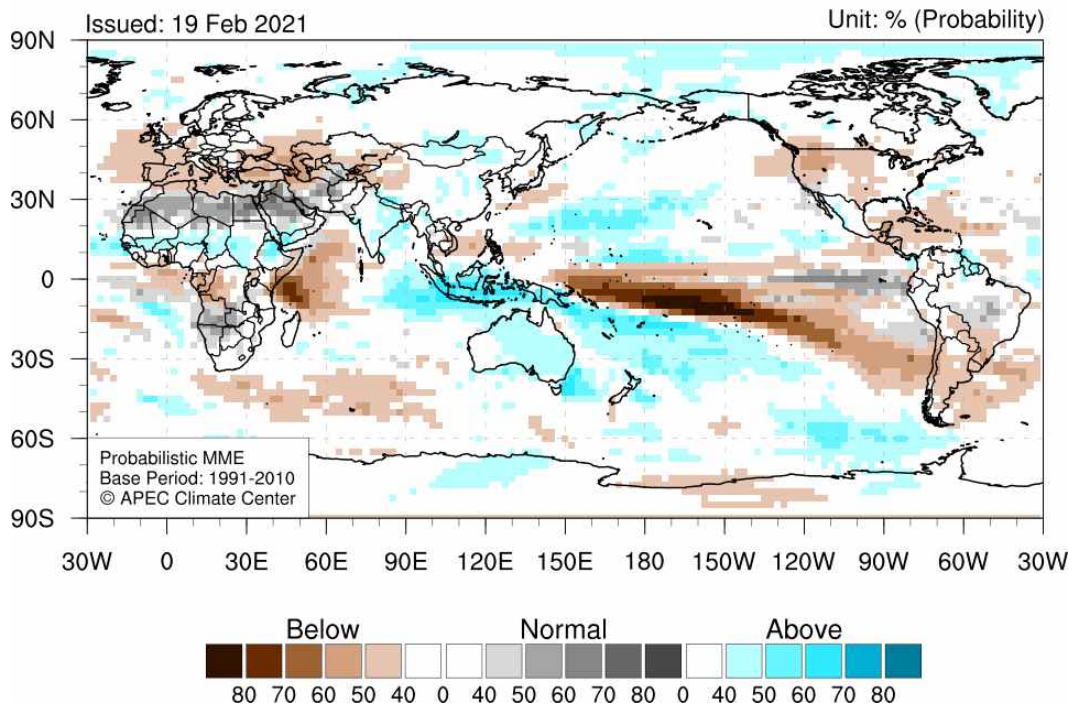 Issued: 19 Feb 2021 Unit: % (Probability)
90N
60N
30N
0
30S
60S
90S
Probabilistic MME
Base Period: 1991-2010
© APEC Climate Center
30W 0 30E 60E 90E 120E 150E 180 150W 120W 90W 60W 30W
Below Normal Above
80 70 60 50 40 0 40 50 60 70 80 0 40 50 60 70 80